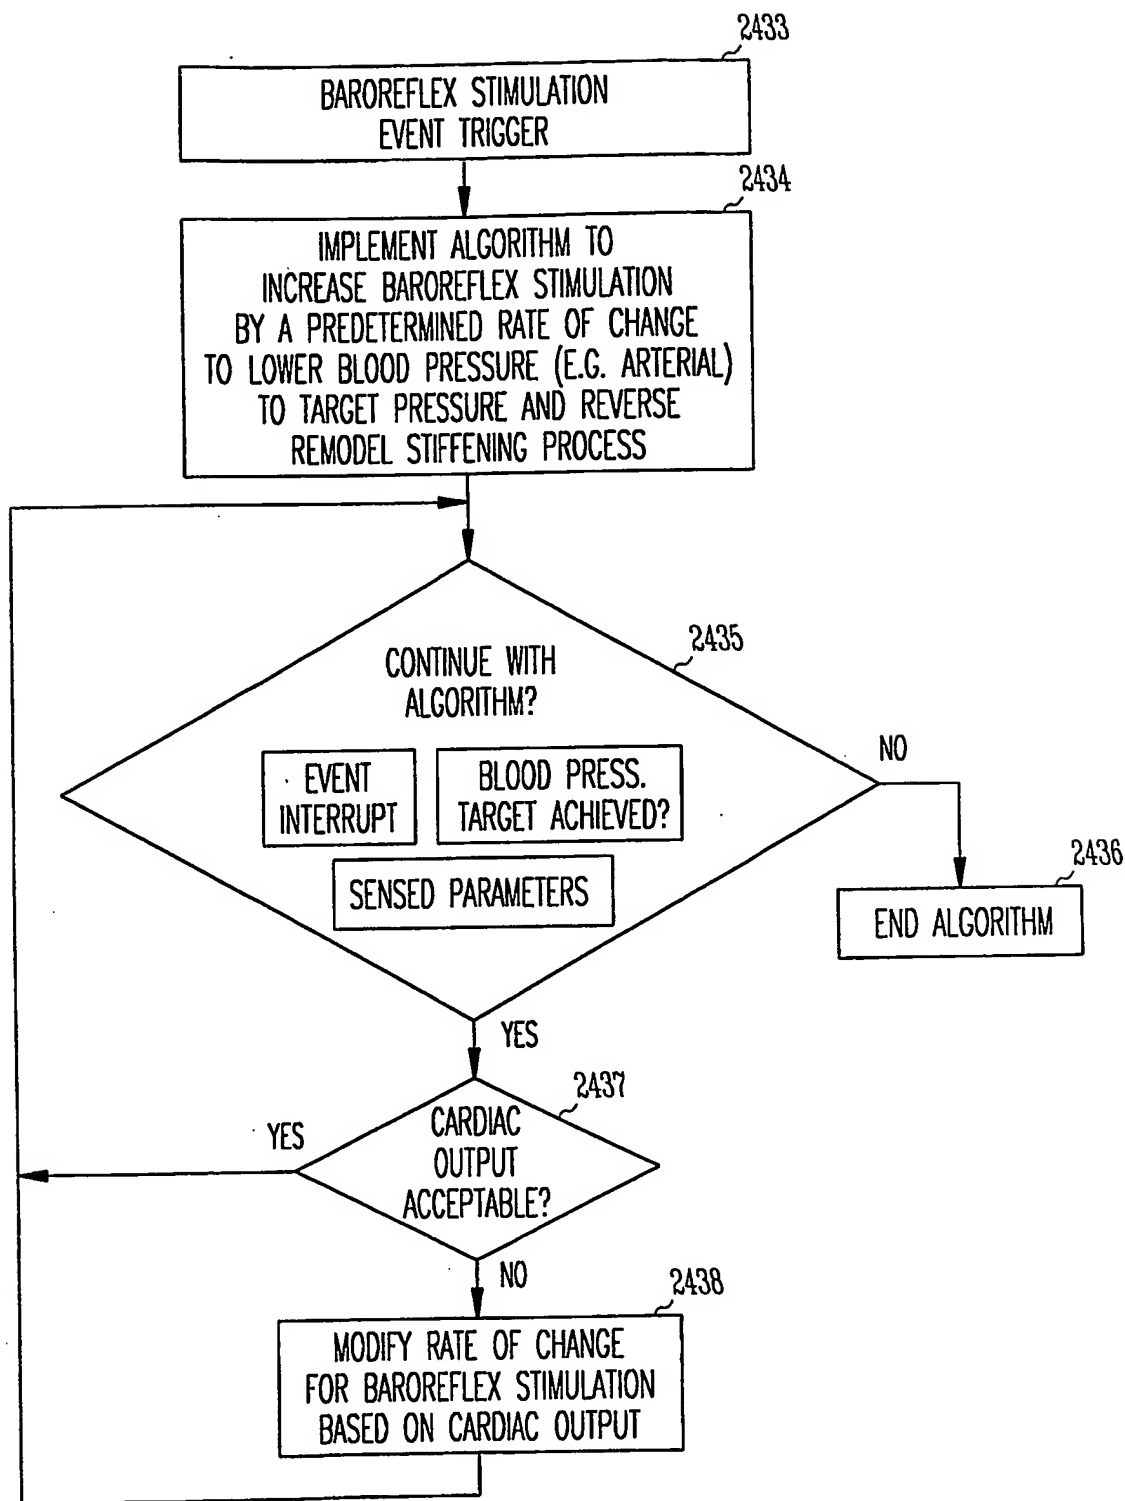 2433
BAROREFLEX STIMULATION
EVENT TRIGGER
2434
IMPLEMENT ALGORITHM TO
INCREASE BAROREFLEX STIMULATION
BY A PREDETERMINED RATE OF CHANGE
TO LOWER BLOOD PRESSURE (E.G. ARTERIAL)
TO TARGET PRESSURE AND REVERSE
REMODEL STIFFENING PROCESS
2435
CONTINUE WITH
ALGORITHM?
NO
EVENT
INTERRUPT
BLOOD PRESS.
TARGET ACHIEVED?
SENSED PARAMETERS
2436
END ALGORITHM
YES
2437
CARDIAC
OUTPUT
ACCEPTABLE?
YES
NO
2438
MODIFY RATE OF CHANGE
FOR BAROREFLEX STIMULATION
BASED ON CARDIAC OUTPUT